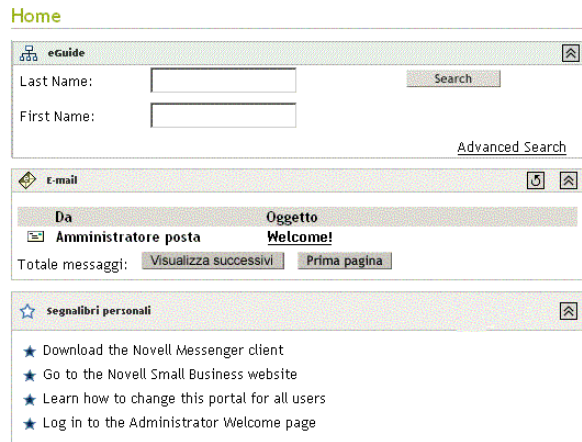 Home
eGuide
Last Name:
Search
First Name:
Advanced Search
E-mail
Da Oggetto
Amministratore posta Welcome!
Totale messaggi: Visualizza successivi Prima pagina
Segnalibri personali
Download the Novell Messenger client
Go to the Novell Small Business website
Learn how to change this portal for all users
Log in to the Administrator Welcome page